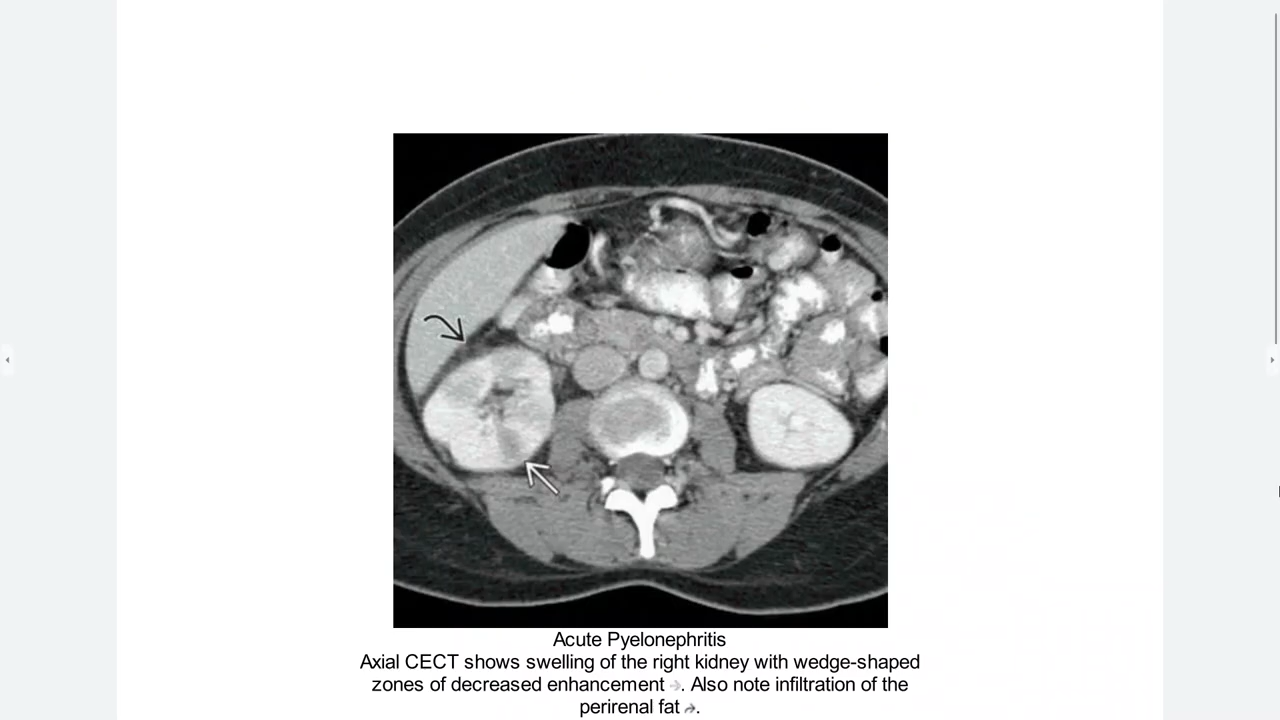 Acute Pyelonephritis
Axial CECT shows swelling of the right kidney with wedge-shaped
zones of decreased enhancement →. Also note infiltration of the
perirenal fat ↷.